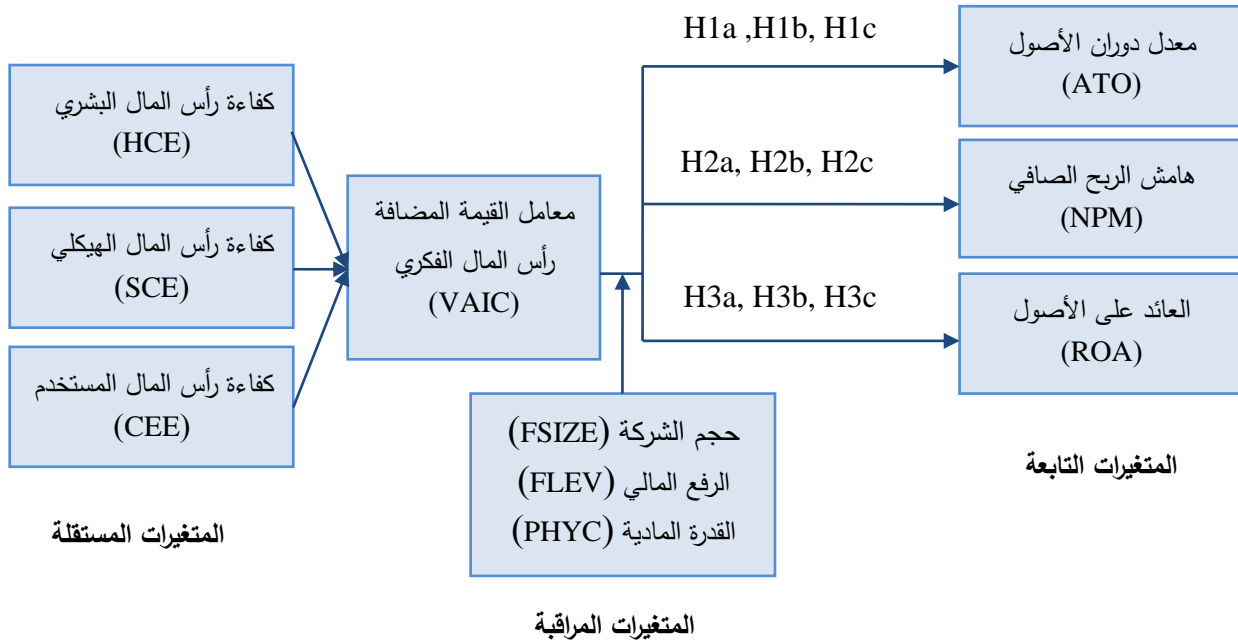 كفاءة رأس المال البشري
(HCE)
كفاءة رأس المال الهيكلي
(SCE)
كفاءة رأس المال المستخدم
(CEE)
المتغيرات المستقلة
معامل القيمة المضافة
رأس المال الفكري
(VAIC)
حجم الشركة (FSIZE)
الرفع المالي (FLEV)
القدرة المادية (PHYC)
المتغيرات المراقبة
H1a ,H1b, H1c
H2a, H2b, H2c
H3a, H3b, H3c
معدل دوران الأصول
(ATO)
هامش الربح الصافي
(NPM)
العائد على الأصول
(ROA)
المتغيرات التابعة